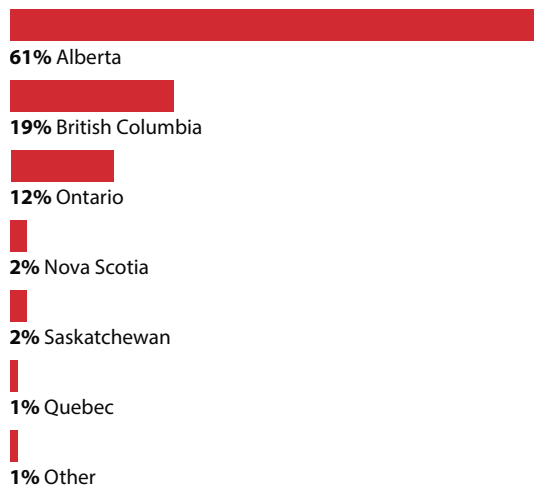 61% Alberta
19% British Columbia
12% Ontario
2% Nova Scotia
2% Saskatchewan
1% Quebec
1% Other